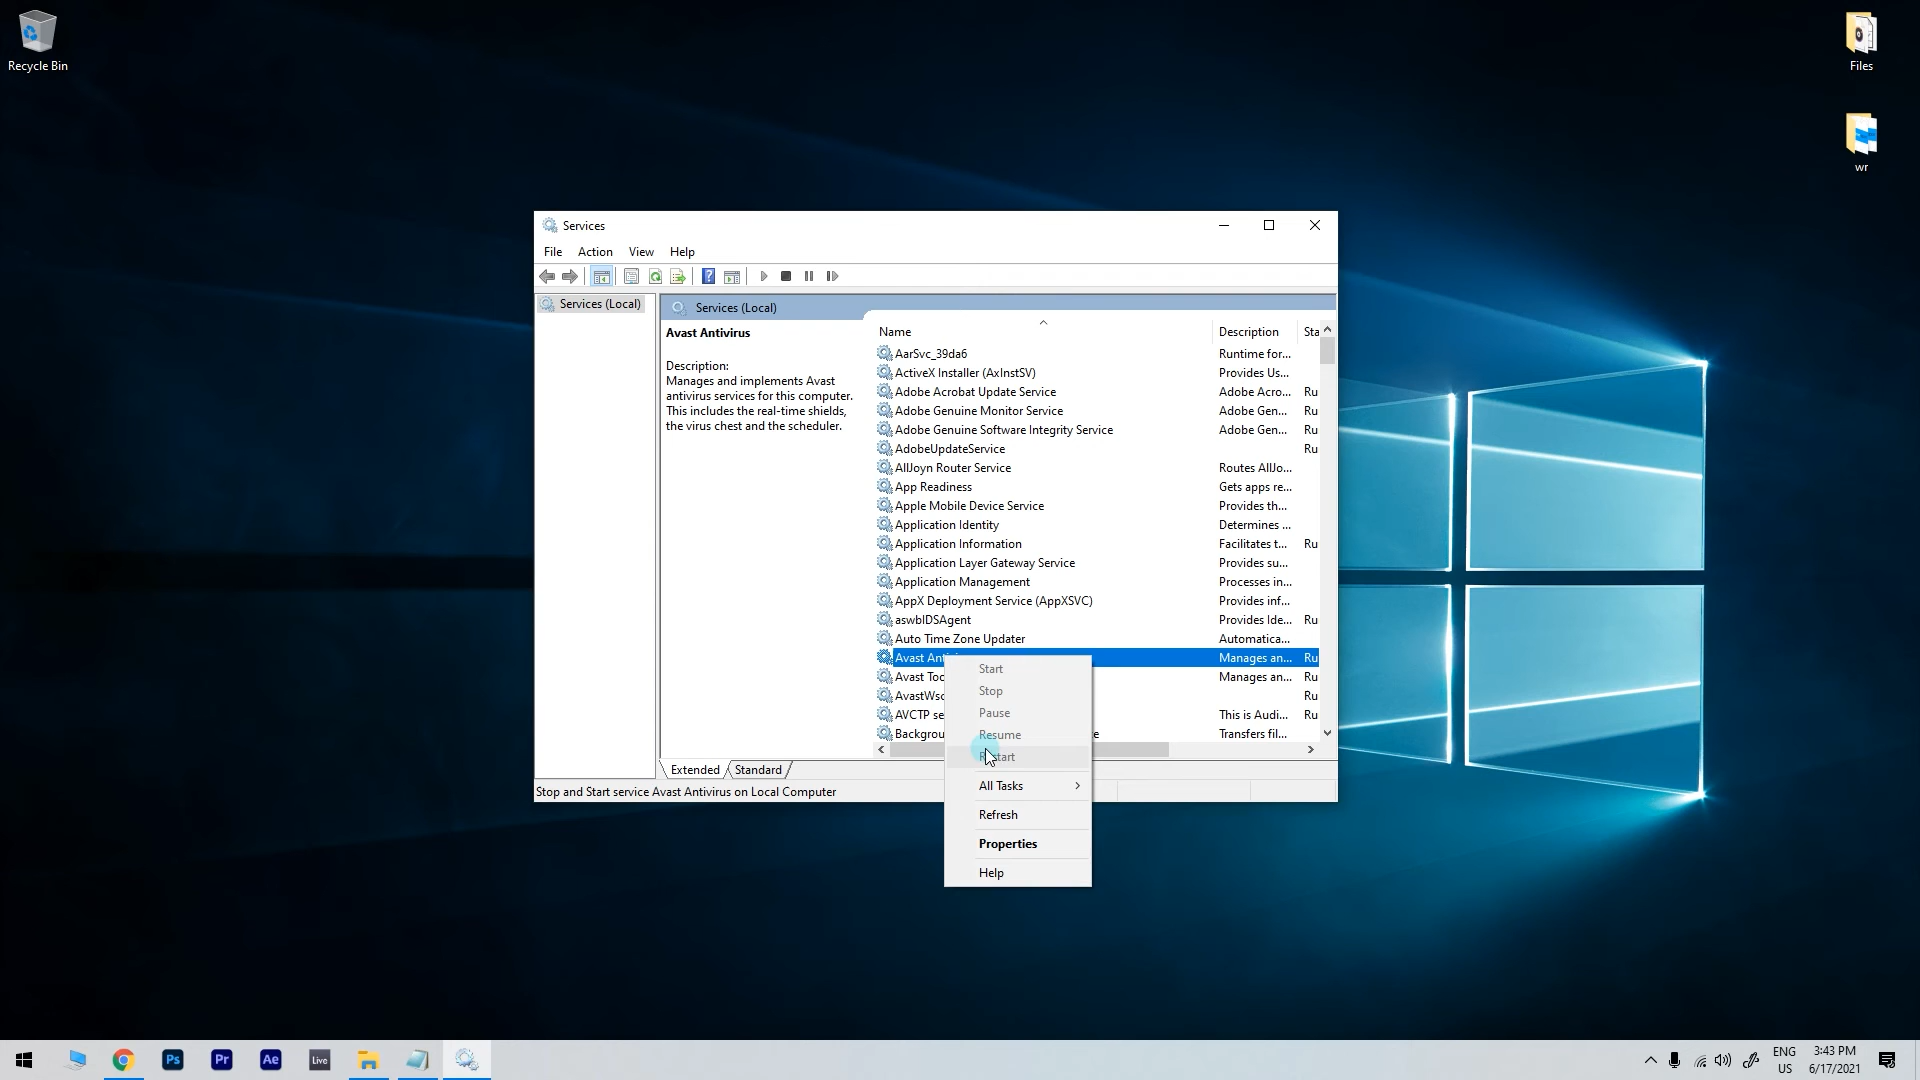 Recycle Bin
Files
wr
Services
File Action View Help
Services (Local)
Services (Local)
Avast Antivirus
Description:
Manages and implements Avast
antivirus services for this computer.
This includes the real-time shields,
the virus chest and the scheduler.
Name Description Sta
AarSvc_39da6 Runtime for...
ActiveX Installer (AxInstSV) Provides Us...
Adobe Acrobat Update Service Adobe Acro... Ru
Adobe Genuine Monitor Service Adobe Gen... Ru
Adobe Genuine Software Integrity Service Adobe Gen... Ru
AdobeUpdateService Ru
AllJoyn Router Service Routes AllJo...
App Readiness Gets apps re...
Apple Mobile Device Service Provides th...
Application Identity Determines ...
Application Information Facilitates t... Ru
Application Layer Gateway Service Provides su...
Application Management Processes in...
AppX Deployment Service (AppXSVC) Provides inf...
aswbIDSAgent Provides Ide... Ru
Auto Time Zone Updater Automatica...
Avast Anti Manages an... Ru
Avast Too Manages an... Ru
AvastWsc Ru
AVCTP se This is Audi... Ru
Backgrou e Transfers fil...
Start
Stop
Pause
Resume
Restart
All Tasks
Refresh
Properties
Help
Extended Standard
Stop and Start service Avast Antivirus on Local Computer
Ps Pr Ae Live
ENG
US
3:43 PM
6/17/2021